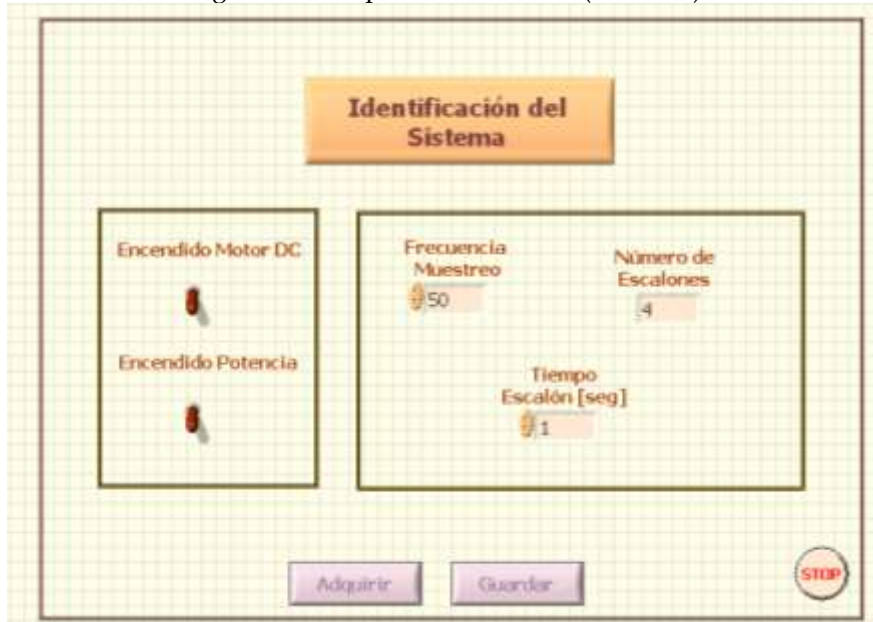 Identificación del
Sistema
Encendido Motor DC
Encendido Potencia
Frecuencia
Muestreo
50
Número de
Escalones
4
Tiempo
Escalón [seg]
1
Adquirir
Guardar
STOP